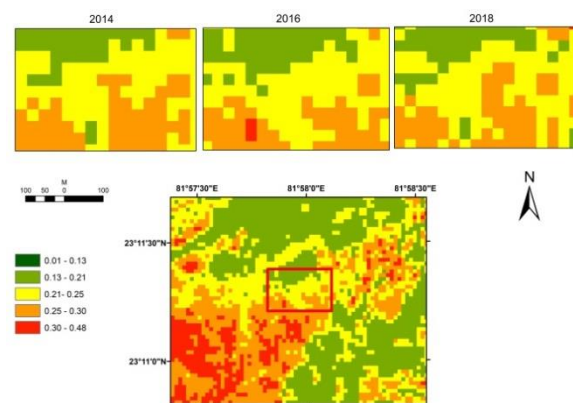 2014 2016 2018
M
100 50 0 100
81°57'30"E 81°58'0"E 81°58'30"E
N
23°11'30"N
0.01 - 0.13
0.13 - 0.21
0.21- 0.25
0.25 - 0.30
0.30 - 0.48
23°11'0"N